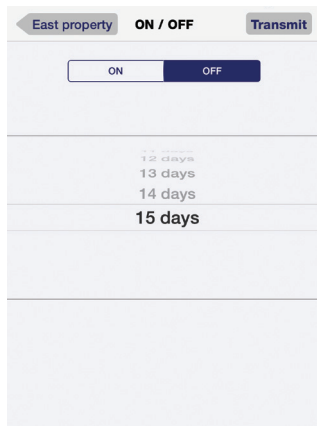 East property ON / OFF Transmit
ON OFF
12 days
13 days
14 days
15 days